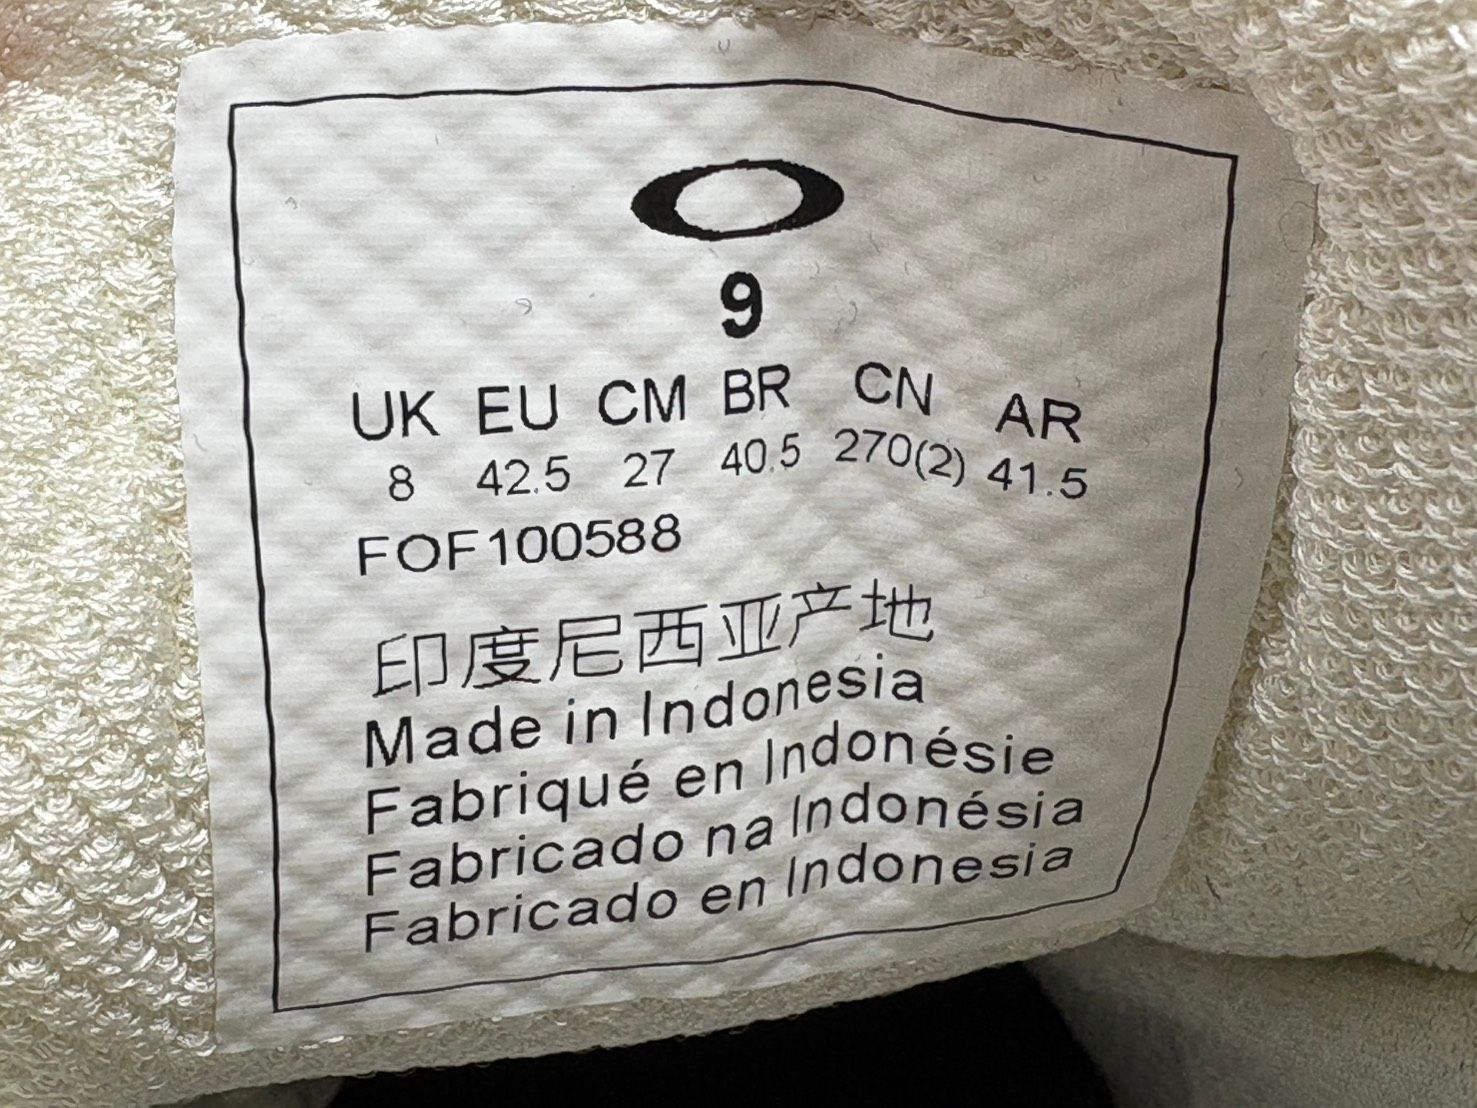 9
UK EU CM BR CN AR
8 42.5 27 40.5 270(2) 41.5
FOF100588
印度尼西亚产地
Made in Indonesia
Fabriqué en Indonésie
Fabricado na Indonésia
Fabricado en Indonesia